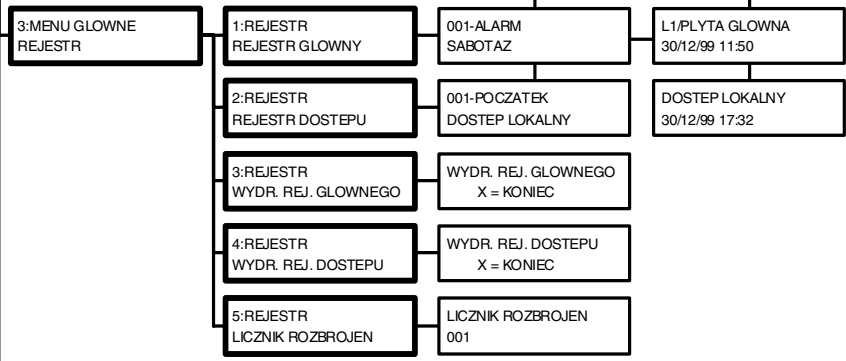 3:MENU GLOWNE
REJESTR
1:REJESTR
REJESTR GLOWNY
001-ALARM
SABOTAZ
L1/PLYTA GLOWNA
30/12/99 11:50
2:REJESTR
REJESTR DOSTEPU
001-POCZATEK
DOSTEP LOKALNY
DOSTEP LOKALNY
30/12/99 17:32
3:REJESTR
WYDR. REJ. GLOWNEGO
WYDR. REJ. GLOWNEGO
X = KONIEC
4:REJESTR
WYDR. REJ. DOSTEPU
WYDR. REJ. DOSTEPU
X = KONIEC
5:REJESTR
LICZNIK ROZBROJEN
LICZNIK ROZBROJEN
001